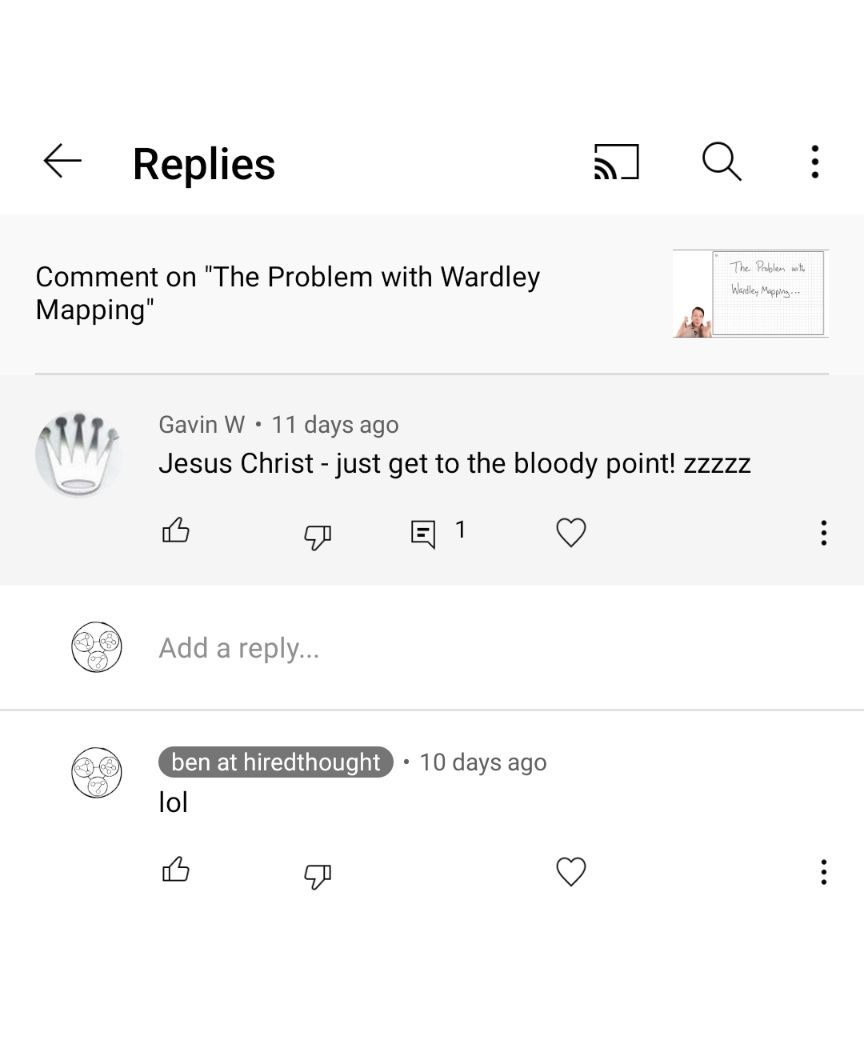 Replies
Comment on "The Problem with Wardley
Mapping"
The Problem with
Wardley Mapping...
Gavin W • 11 days ago
Jesus Christ - just get to the bloody point! zzzzz
1
Add a reply...
ben at hiredthought • 10 days ago
lol